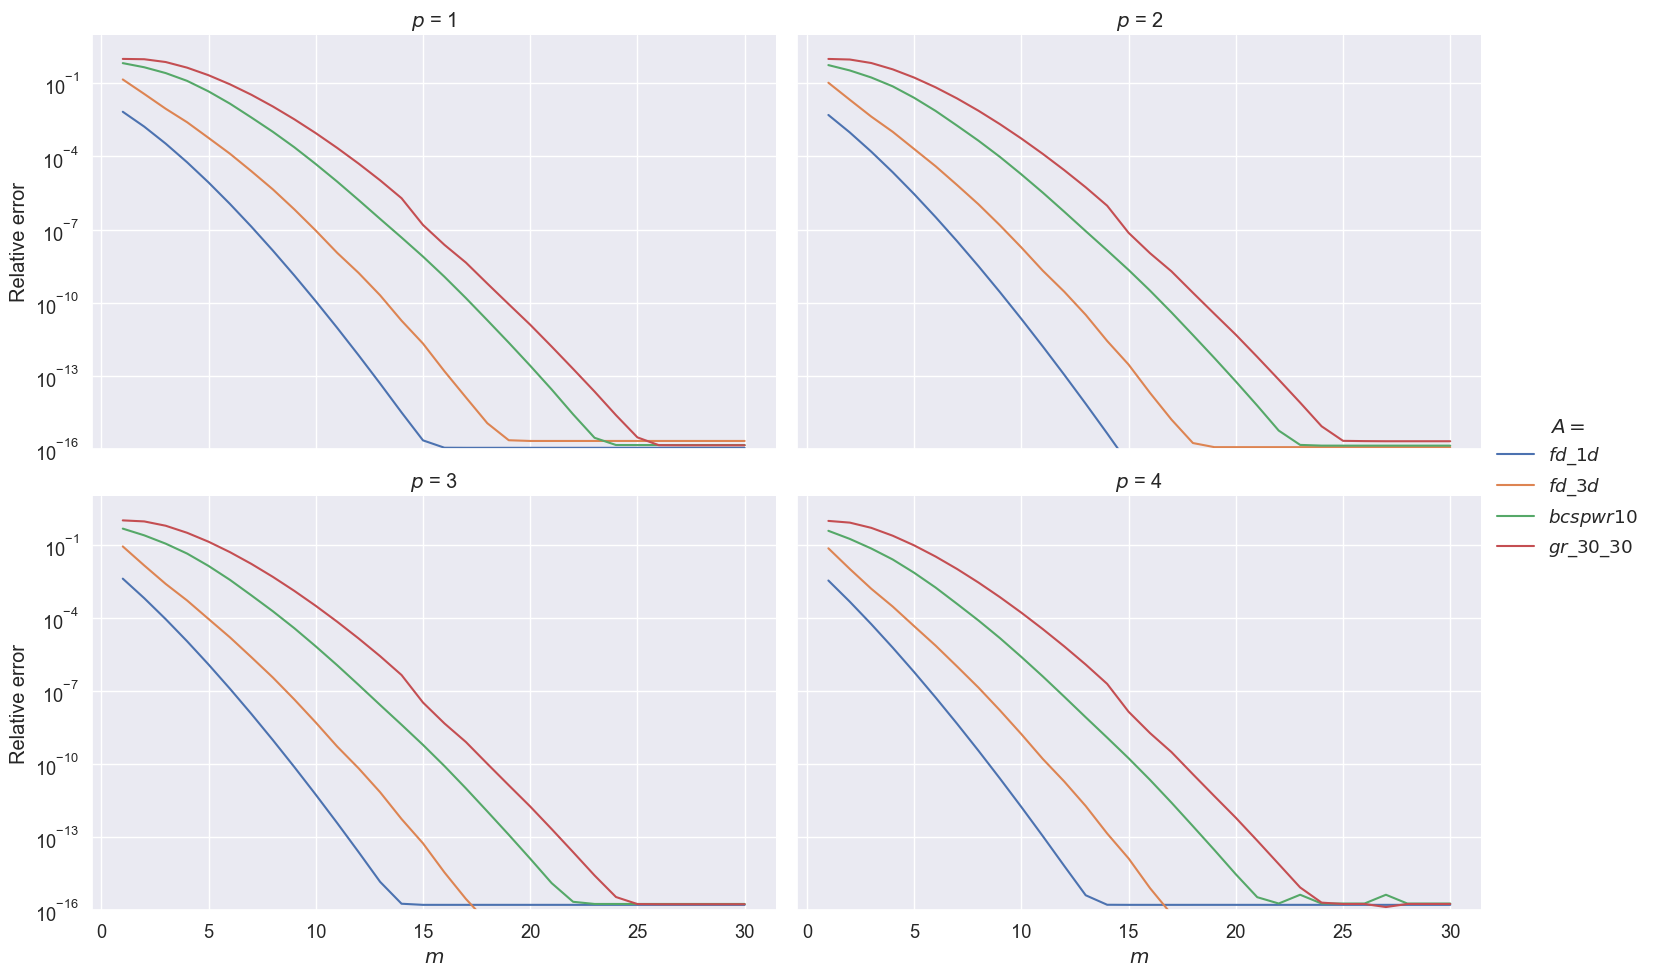 p = 1
p = 2
10⁻¹
10⁻⁴
10⁻⁷
10⁻¹⁰
10⁻¹³
10⁻¹⁶
Relative error
p = 3
p = 4
10⁻¹
10⁻⁴
10⁻⁷
10⁻¹⁰
10⁻¹³
10⁻¹⁶
Relative error
0 5 10 15 20 25 30
0 5 10 15 20 25 30
m
m
A =
fd_1d
fd_3d
bcspwr10
gr_30_30